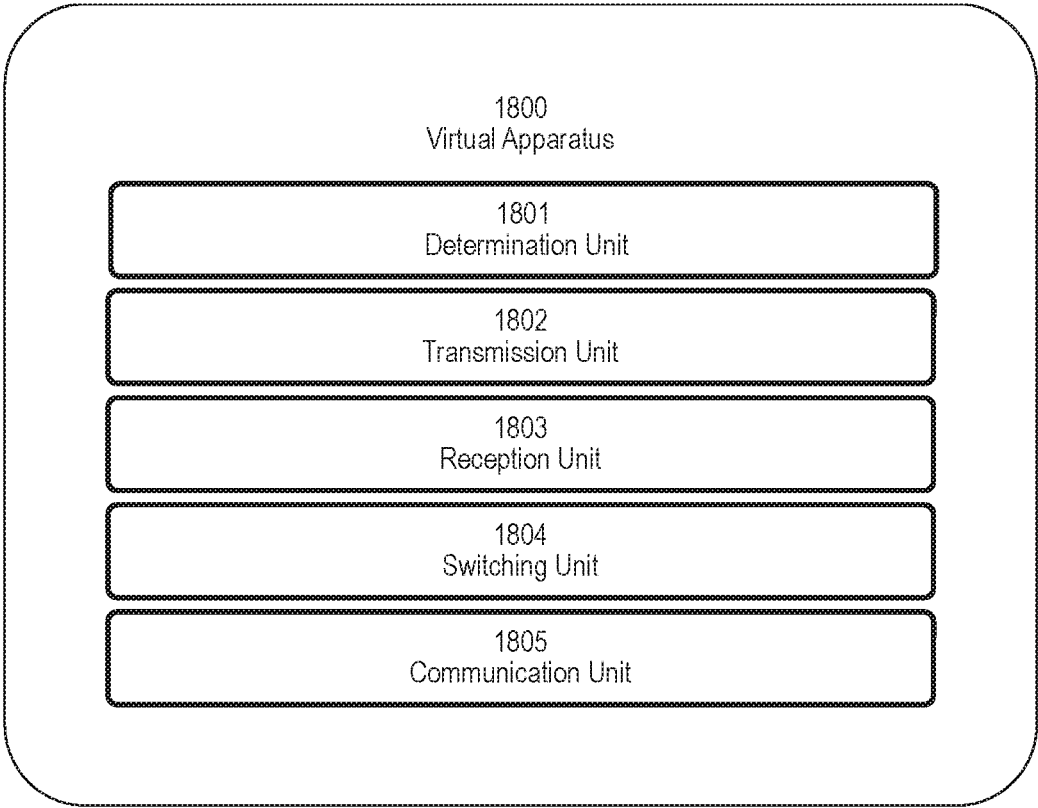 1800
Virtual Apparatus
1801
Determination Unit
1802
Transmission Unit
1803
Reception Unit
1804
Switching Unit
1805
Communication Unit